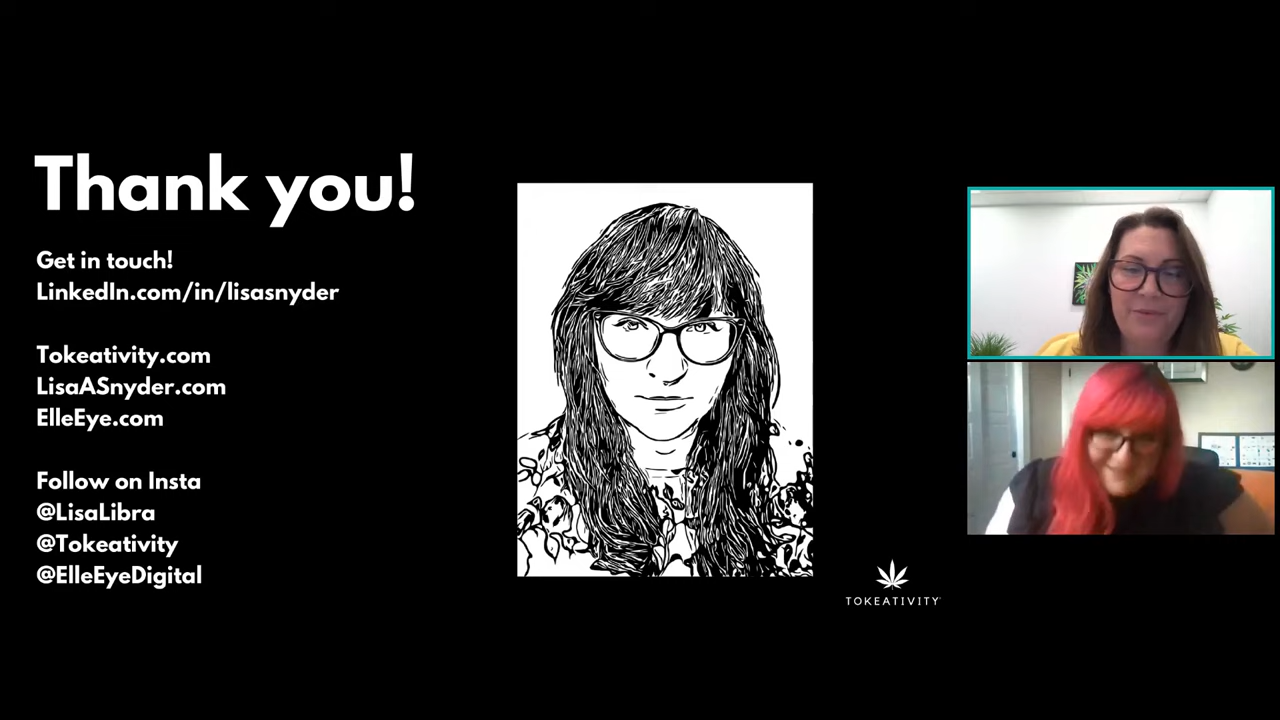 Thank you!
Get in touch!
LinkedIn.com/in/lisasnyder
Tokeativity.com
LisaASnyder.com
ElleEye.com
Follow on Insta
@LisaLibra
@Tokeativity
@ElleEyeDigital
TOKEATIVITY